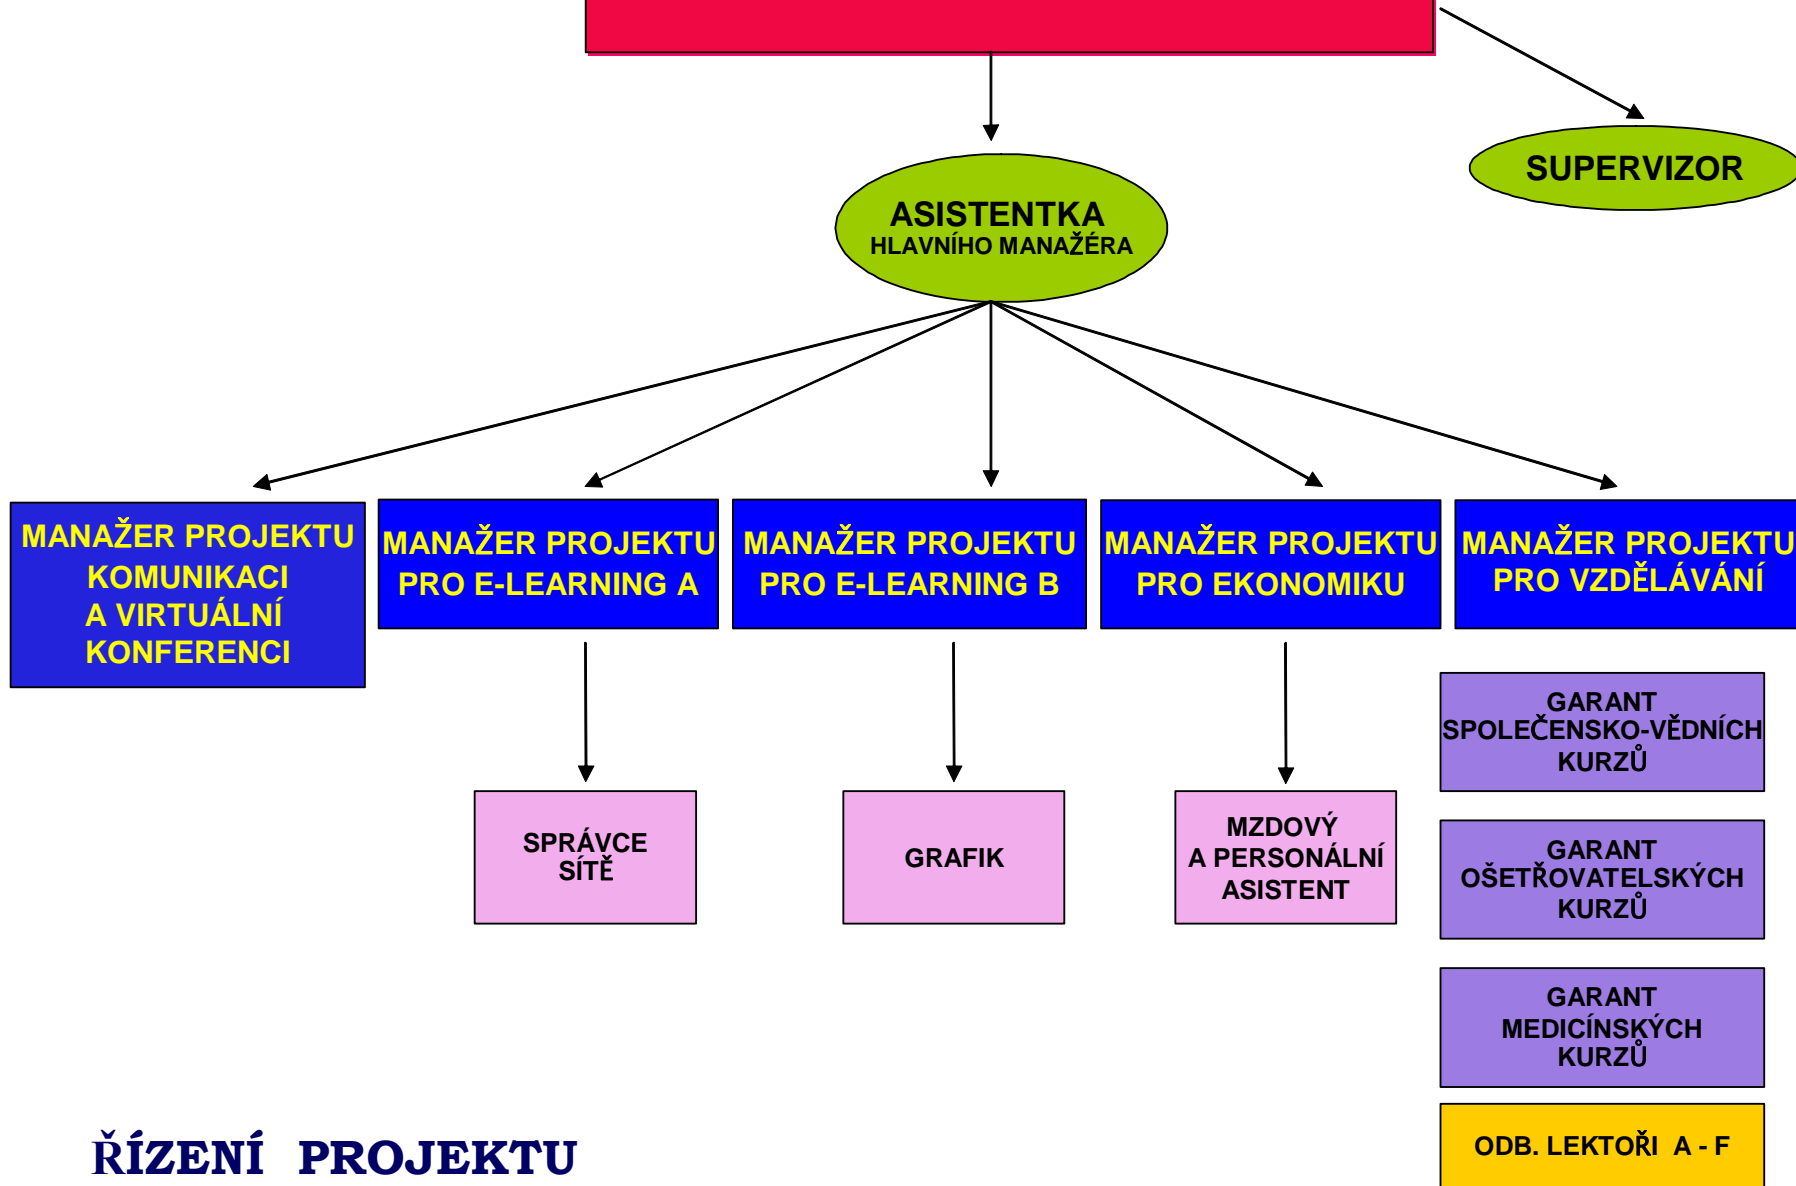 SUPERVIZOR
ASISTENTKA
HLAVNÍHO MANAŽÉRA
MANAŽER PROJEKTU
KOMUNIKACI
A VIRTUÁLNÍ
KONFERENCI
MANAŽER PROJEKTU
PRO E-LEARNING A
MANAŽER PROJEKTU
PRO E-LEARNING B
MANAŽER PROJEKTU
PRO EKONOMIKU
MANAŽER PROJEKTU
PRO VZDĚLÁVÁNÍ
SPRÁVCE
SÍTĚ
GRAFIK
MZDOVÝ
A PERSONÁLNÍ
ASISTENT
GARANT
SPOLEČENSKO-VĚDNÍCH
KURZŮ
GARANT
OŠETŘOVATELSKÝCH
KURZŮ
GARANT
MEDICÍNSKÝCH
KURZŮ
ODB. LEKTOŘI A - F
ŘÍZENÍ PROJEKTU